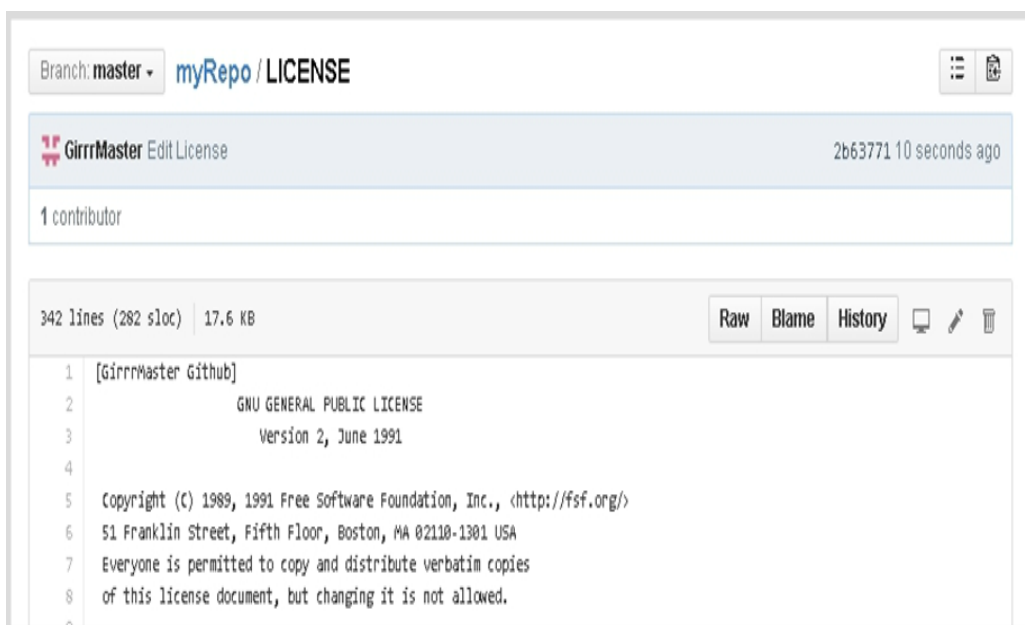 Branch: master myRepo / LICENSE
GirrrMaster Edit License 2b63771 10 seconds ago
1 contributor
342 lines (282 sloc) 17.6 KB Raw Blame History
1 [GirrrMaster Github]
2 GNU GENERAL PUBLIC LICENSE
3 Version 2, June 1991
4
5 Copyright (C) 1989, 1991 Free Software Foundation, Inc., <http://fsf.org/>
6 51 Franklin Street, Fifth Floor, Boston, MA 02110-1301 USA
7 Everyone is permitted to copy and distribute verbatim copies
8 of this license document, but changing it is not allowed.